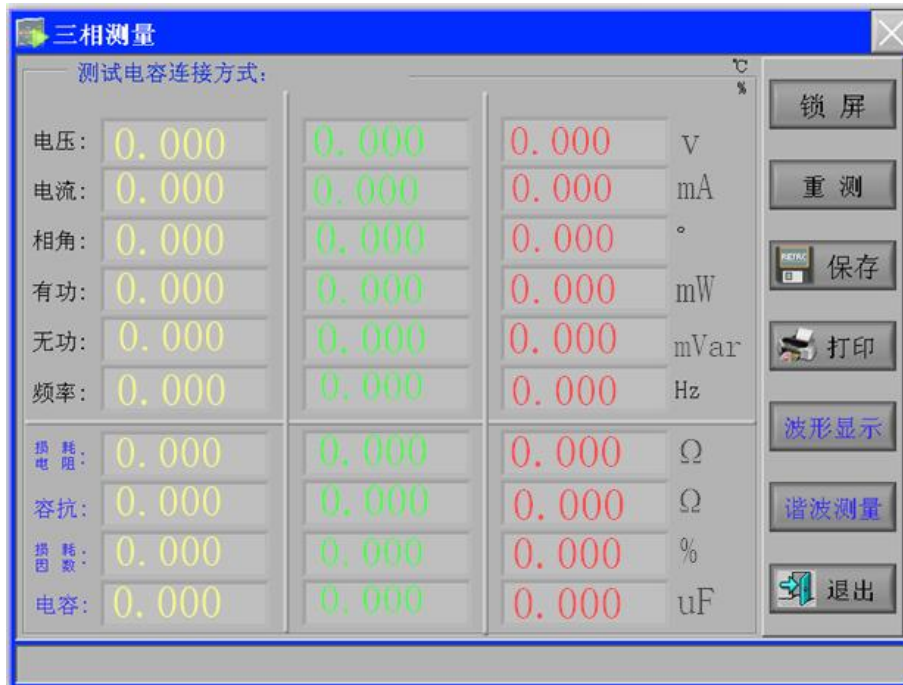 三相测量
测试电容连接方式：
℃
%
电压： 0.000 0.000 0.000 V
电流： 0.000 0.000 0.000 mA
相角： 0.000 0.000 0.000 °
有功： 0.000 0.000 0.000 mW
无功： 0.000 0.000 0.000 mVar
频率： 0.000 0.000 0.000 Hz
损耗电阻： 0.000 0.000 0.000 Ω
容抗： 0.000 0.000 0.000 Ω
损耗因数： 0.000 0.000 0.000 %
电容： 0.000 0.000 0.000 uF
锁 屏
重 测
保存
打印
波形显示
谐波测量
退出